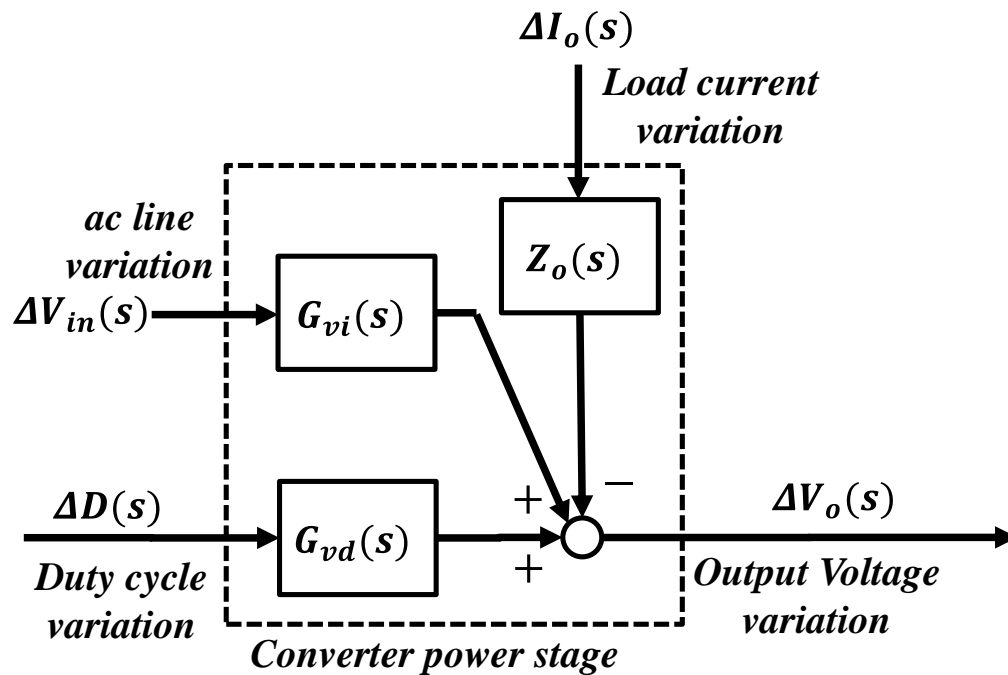 ΔI_o(s)
Load current
variation
ac line
variation
Z_o(s)
ΔV_in(s)
G_vi(s)
ΔD(s)
+
−
ΔV_o(s)
G_vd(s)
+
Duty cycle
variation
Output Voltage
variation
Converter power stage